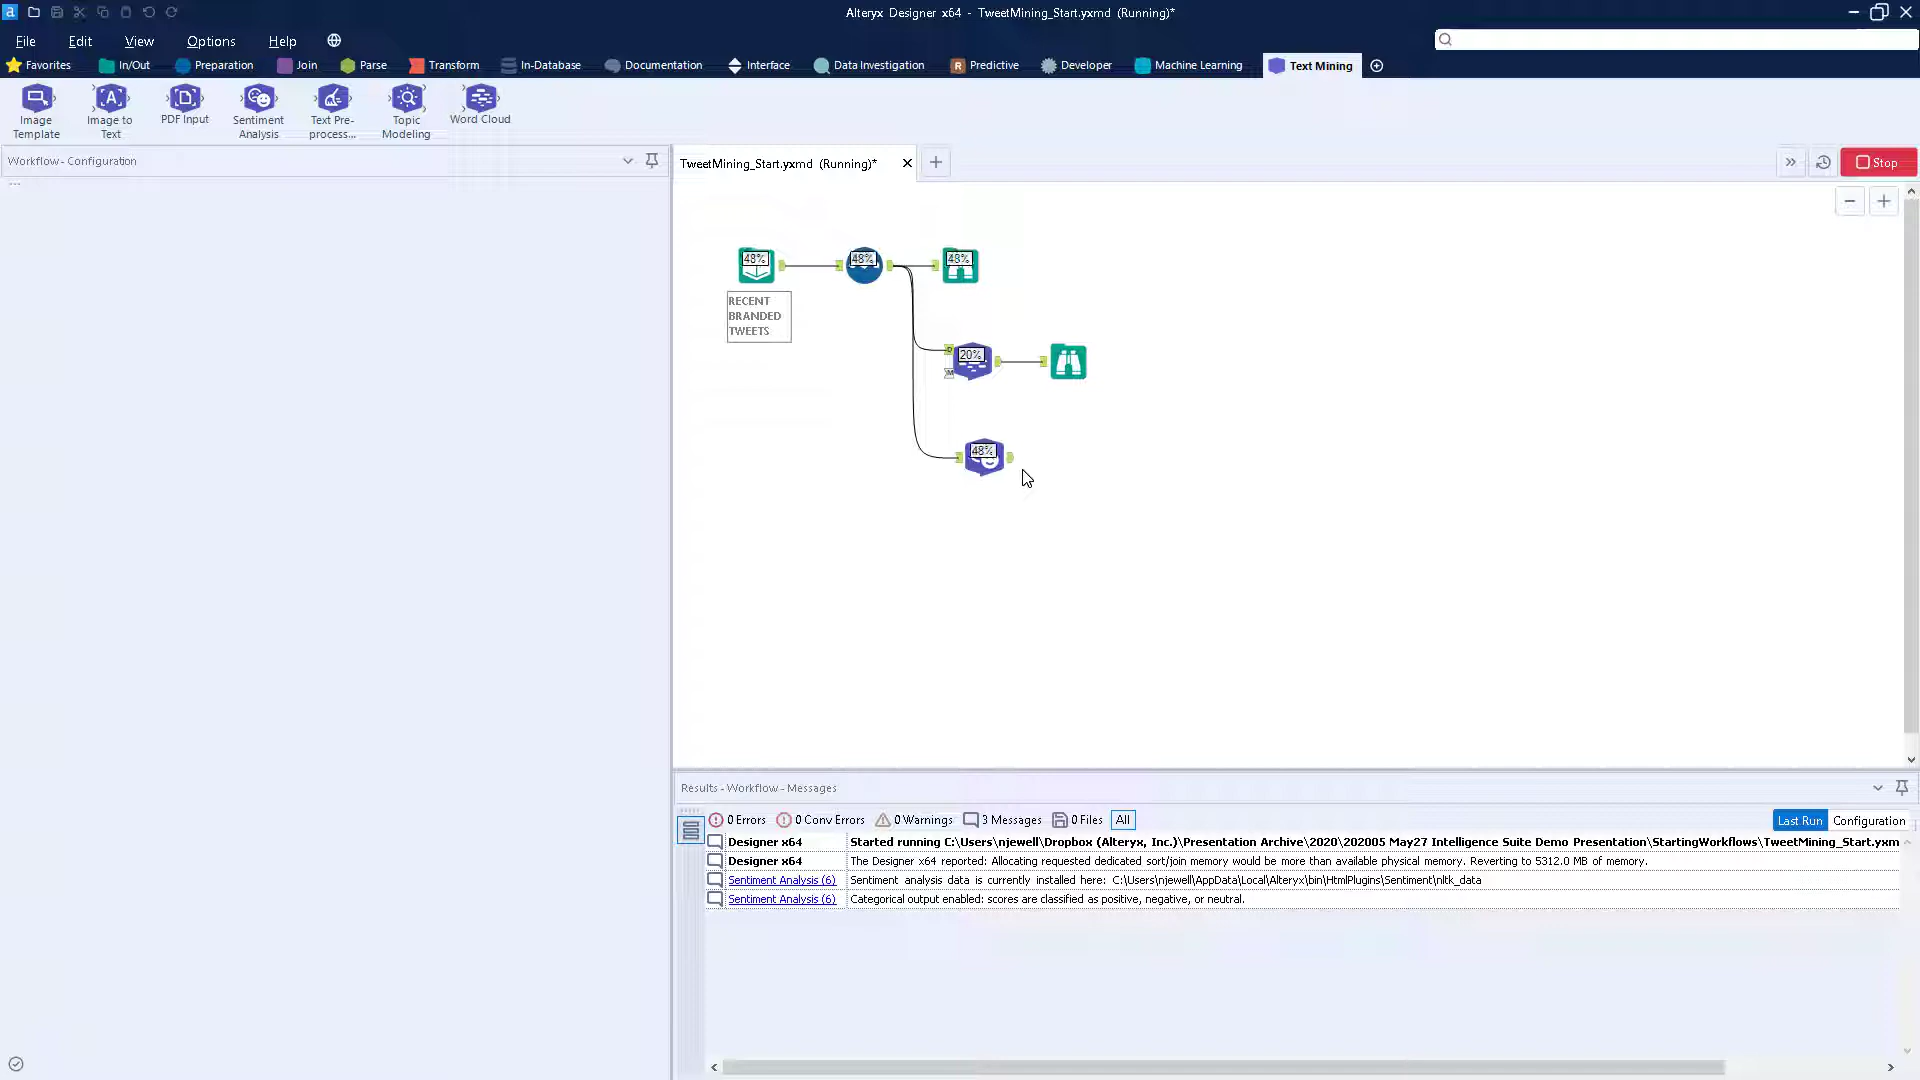 Alteryx Designer x64 - TweetMining_Start.yxmd (Running)*
File Edit View Options Help
Favorites In/Out Preparation Join Parse Transform In-Database Documentation Interface Data Investigation Predictive Developer Machine Learning Text Mining
Image Template
Image to Text
PDF Input
Sentiment Analysis
Text Pre-process...
Topic Modeling
Word Cloud
Workflow - Configuration
...
TweetMining_Start.yxmd (Running)*
Stop
48% 48% 48%
RECENT
BRANDED
TWEETS
D
20%
M
48%
Results - Workflow - Messages
0 Errors 0 Conv Errors 0 Warnings 3 Messages 0 Files All Last Run Configuration
Designer x64 Started running C:\Users\njewell\Dropbox (Alteryx, Inc.)\Presentation Archive\2020\202005 May27 Intelligence Suite Demo Presentation\StartingWorkflows\TweetMining_Start.yxm
Designer x64 The Designer x64 reported: Allocating requested dedicated sort/join memory would be more than available physical memory. Reverting to 5312.0 MB of memory.
Sentiment Analysis (6) Sentiment analysis data is currently installed here: C:\Users\njewell\AppData\Local\Alteryx\bin\HtmlPlugins\Sentiment\nltk_data
Sentiment Analysis (6) Categorical output enabled: scores are classified as positive, negative, or neutral.